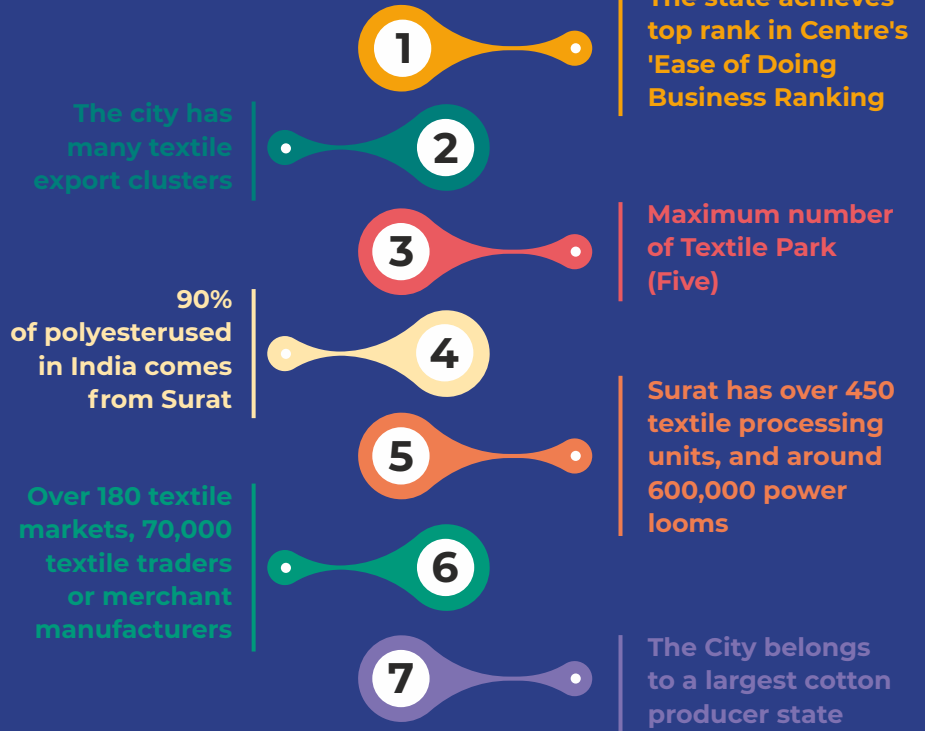 1
The state achieves
top rank in Centre's
'Ease of Doing
Business Ranking
The city has
many textile
export clusters
2
3
Maximum number
of Textile Park
(Five)
90%
of polyesterused
in India comes
from Surat
4
5
Surat has over 450
textile processing
units, and around
600,000 power
looms
Over 180 textile
markets, 70,000
textile traders
or merchant
manufacturers
6
7
The City belongs
to a largest cotton
producer state